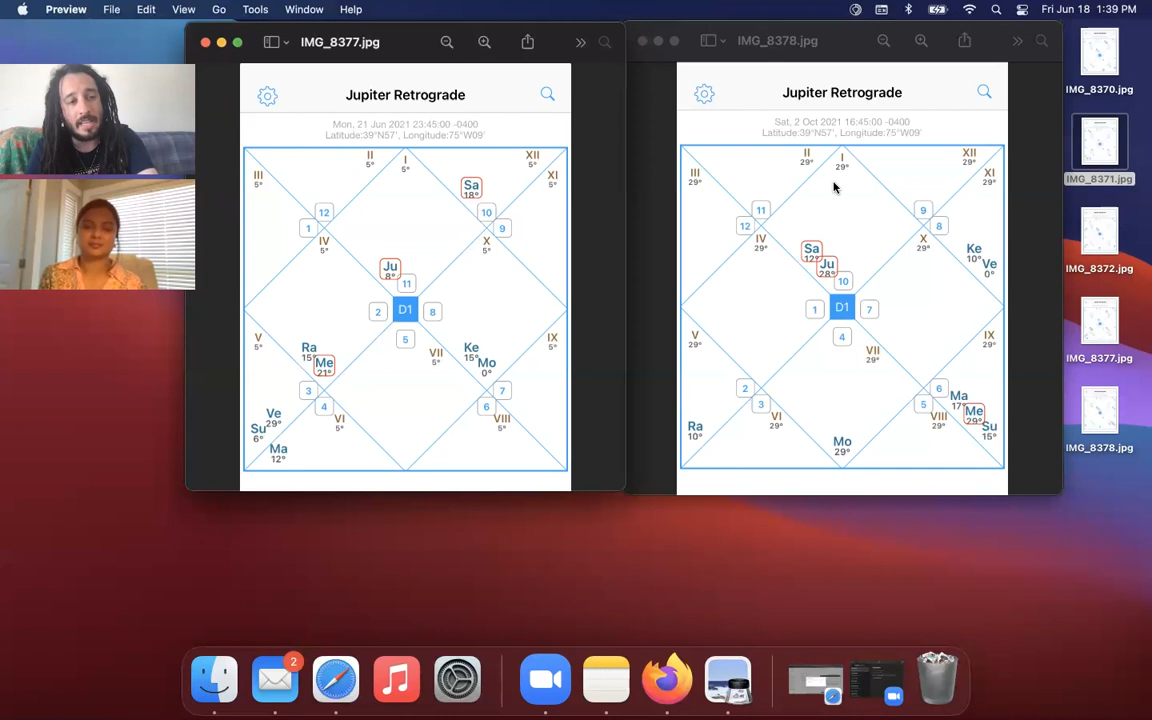 Preview File Edit View Go Tools Window Help
Fri Jun 18 1:39 PM
IMG_8377.jpg
Jupiter Retrograde
Mon, 21 Jun 2021 23:45:00 -0400
Latitude:39°N57', Longitude:75°W09'
II
5°
I
5°
XII
5°
III
5°
XI
5°
Sa
18°
12
10
1
9
IV
5°
X
5°
Ju
8°
11
2
D1
8
5
V
5°
Ra
15°
Me
21°
VII
5°
Ke
15°
Mo
0°
IX
5°
3
7
4
6
Ve
29°
VI
5°
VIII
5°
Su
6°
Ma
12°
IMG_8378.jpg
Jupiter Retrograde
Sat, 2 Oct 2021 16:45:00 -0400
Latitude:39°N57', Longitude:75°W09'
II
29°
I
29°
XII
29°
III
29°
XI
29°
11
9
12
8
IV
29°
X
29°
Sa
12°
Ke
10°
Ju
28°
Ve
0°
10
1
D1
7
4
V
29°
VII
29°
IX
29°
2
6
3
5
Ma
17°
Me
29°
Ra
10°
VI
29°
VIII
29°
Su
15°
Mo
29°
IMG_8370.jpg
IMG_8371.jpg
IMG_8372.jpg
IMG_8377.jpg
IMG_8378.jpg
2